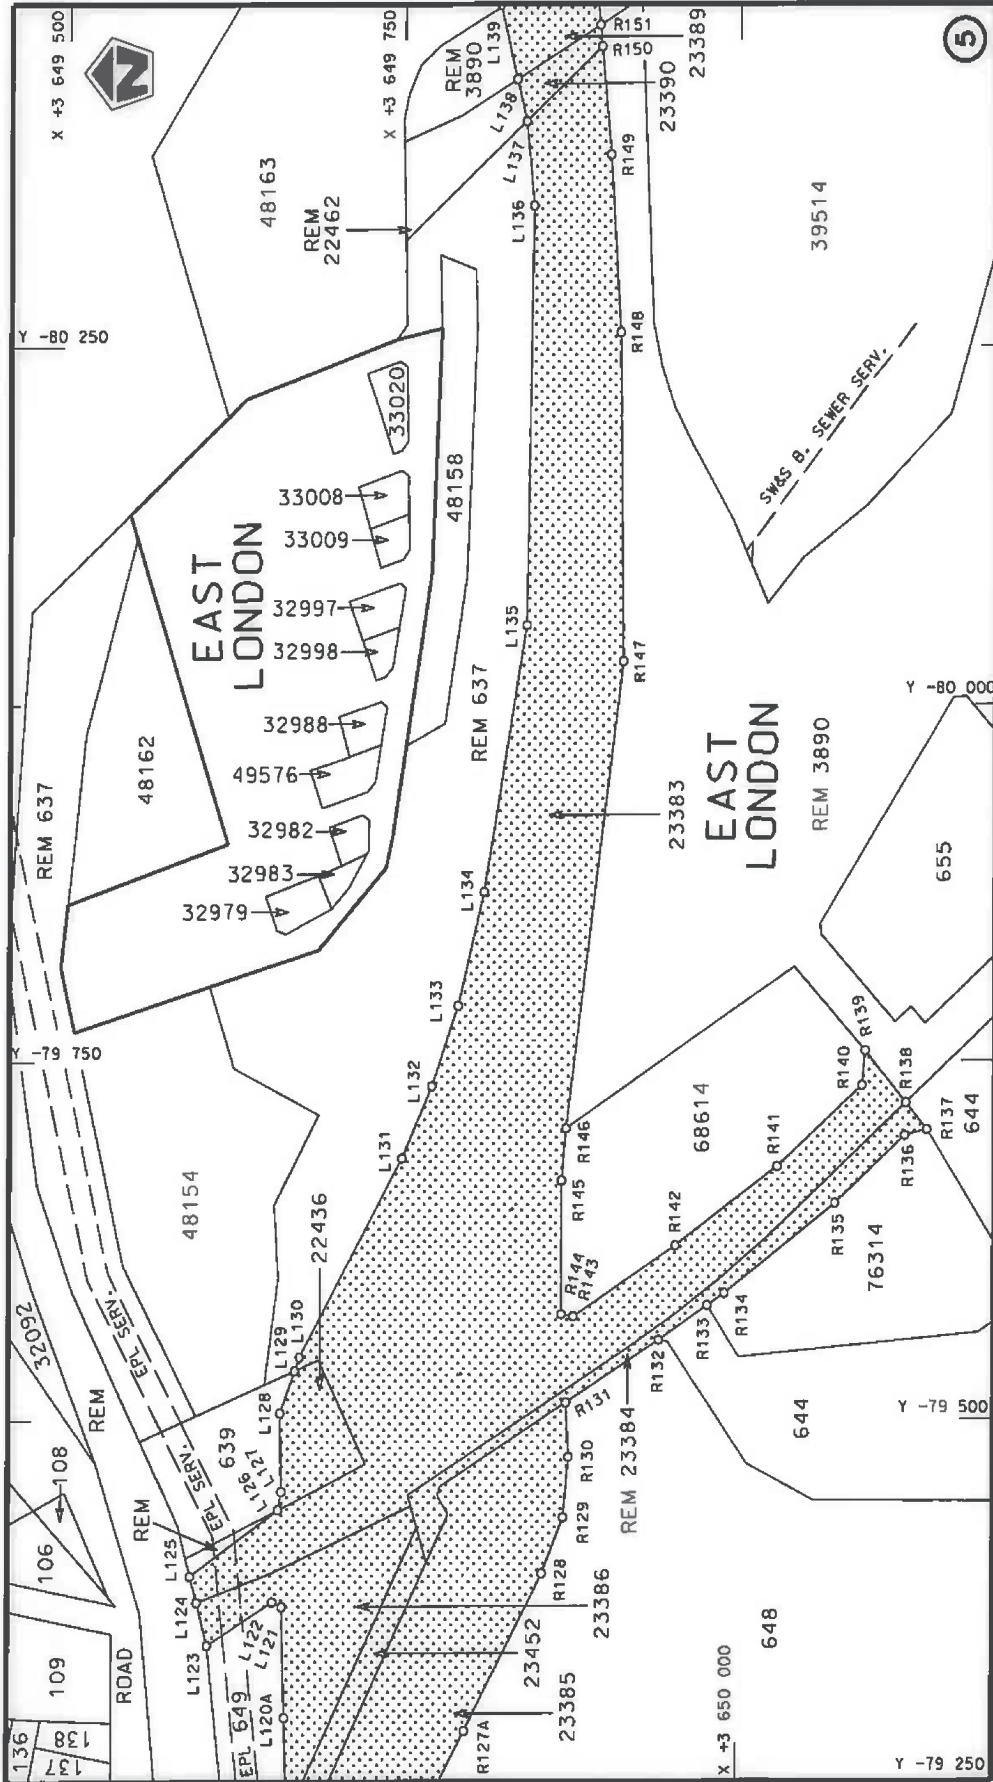 X +3 649 500
N
X +3 649 750
REM
3890
L139
R151
R150
23389
5
L138
23390
L137
R149
48163
REM
22462
L136
39514
Y -80 250
R148
33020
SW&S B. SEWER SERV.
33008
48158
33009
EAST
LONDON
32997
32998
L135
R147
REM 637
32988
49576
Y -80 000
EAST
LONDON
REM 3890
23383
48162
REM 637
32982
32983
32979
L134
655
L133
Y -79 750
L132
R139
R140
R138
R137
644
68614
R136
R141
L131
R146
R145
R142
R135
76314
48154
22436
R144
R143
R134
R133
32092
EPL SERV.
EPL SERV.
L130
L129
R132
REM
L128
R131
REM 23384
644
Y -79 500
639
108
L127
L126
R130
EPL SERV.
REM
R129
106
L125
R128
23386
L124
L122
L121
23452
L123
109
ROAD
648
EPL 649
L120A
23385
R127A
136
138
137
X +3 650 000
Y -79 250